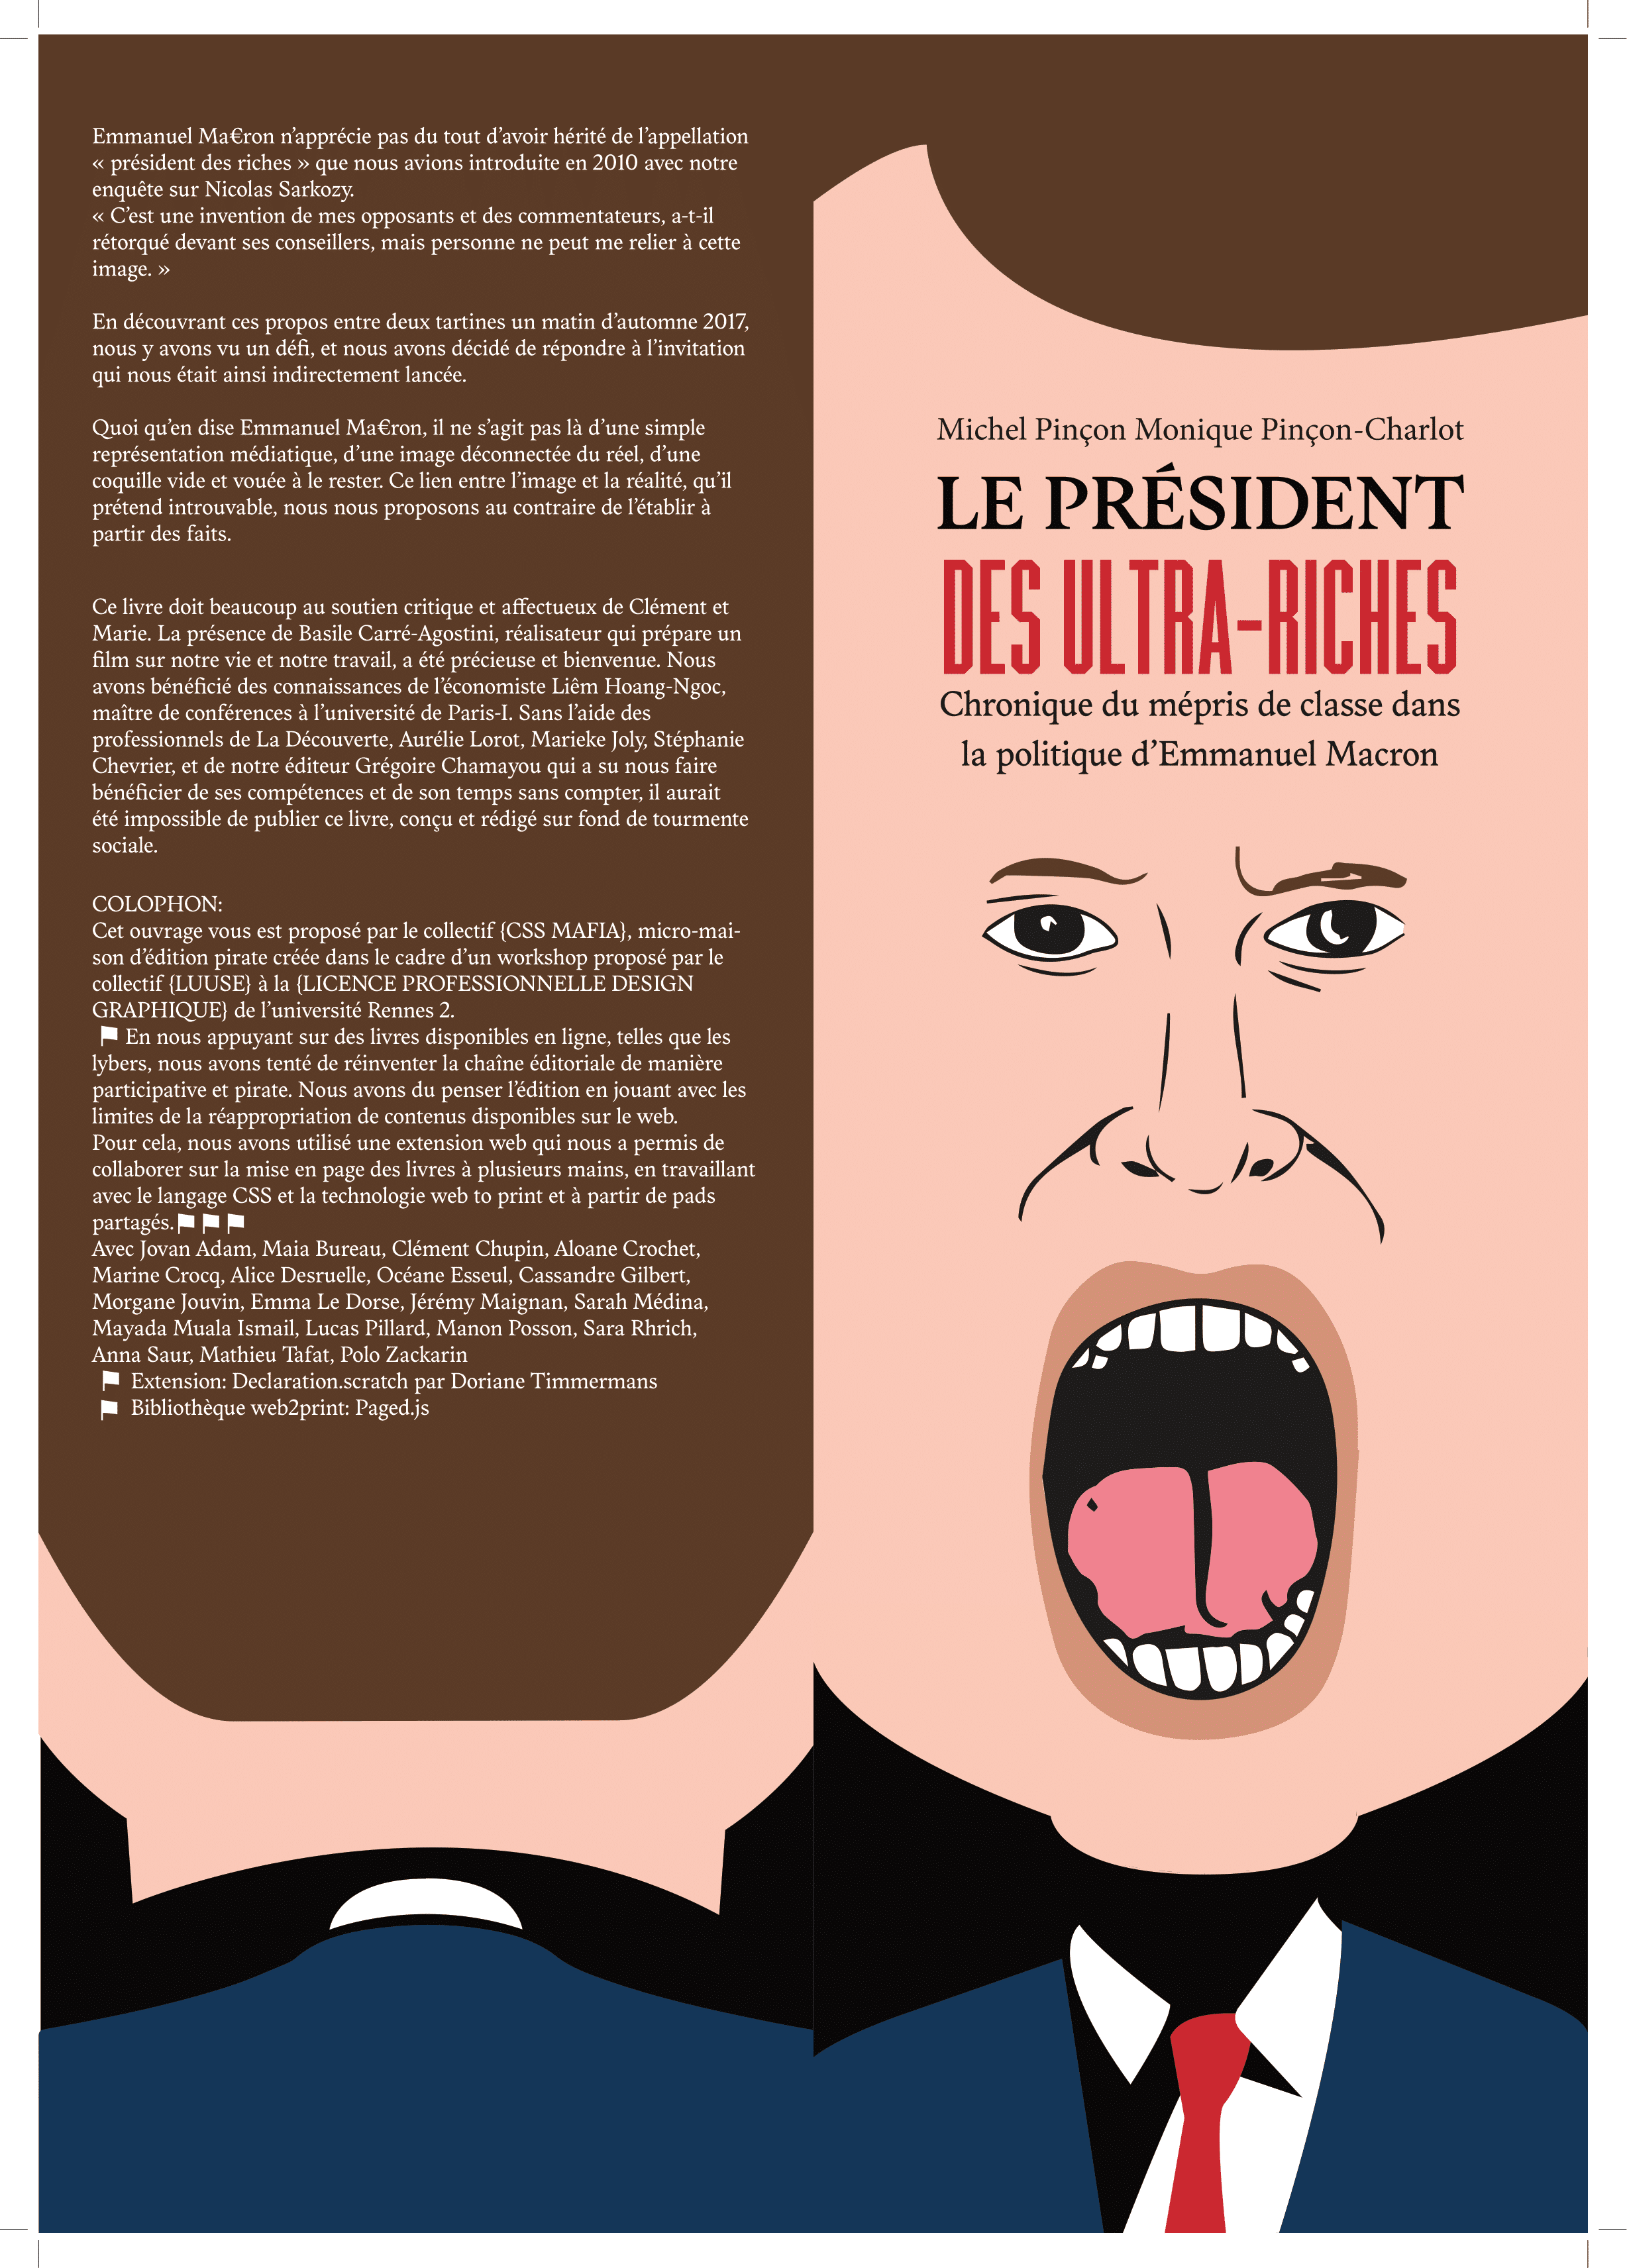 Emmanuel Ma€ron n’apprécie pas du tout d’avoir hérité de l’appellation
« président des riches » que nous avions introduite en 2010 avec notre
enquête sur Nicolas Sarkozy.
« C’est une invention de mes opposants et des commentateurs, a-t-il
rétorqué devant ses conseillers, mais personne ne peut me relier à cette
image. »
En découvrant ces propos entre deux tartines un matin d’automne 2017,
nous y avons vu un défi, et nous avons décidé de répondre à l’invitation
qui nous était ainsi indirectement lancée.
Quoi qu’en dise Emmanuel Ma€ron, il ne s’agit pas là d’une simple
représentation médiatique, d’une image déconnectée du réel, d’une
coquille vide et vouée à le rester. Ce lien entre l’image et la réalité, qu’il
prétend introuvable, nous nous proposons au contraire de l’établir à
partir des faits.
Ce livre doit beaucoup au soutien critique et affectueux de Clément et
Marie. La présence de Basile Carré-Agostini, réalisateur qui prépare un
film sur notre vie et notre travail, a été précieuse et bienvenue. Nous
avons bénéficié des connaissances de l’économiste Liêm Hoang-Ngoc,
maître de conférences à l’université de Paris-I. Sans l’aide des
professionnels de La Découverte, Aurélie Lorot, Marieke Joly, Stéphanie
Chevrier, et de notre éditeur Grégoire Chamayou qui a su nous faire
bénéficier de ses compétences et de son temps sans compter, il aurait
été impossible de publier ce livre, conçu et rédigé sur fond de tourmente
sociale.
COLOPHON:
Cet ouvrage vous est proposé par le collectif {CSS MAFIA}, micro-mai-
son d’édition pirate créée dans le cadre d’un workshop proposé par le
collectif {LUUSE} à la {LICENCE PROFESSIONNELLE DESIGN
GRAPHIQUE} de l’université Rennes 2.
En nous appuyant sur des livres disponibles en ligne, telles que les
lybers, nous avons tenté de réinventer la chaîne éditoriale de manière
participative et pirate. Nous avons du penser l’édition en jouant avec les
limites de la réappropriation de contenus disponibles sur le web.
Pour cela, nous avons utilisé une extension web qui nous a permis de
collaborer sur la mise en page des livres à plusieurs mains, en travaillant
avec le langage CSS et la technologie web to print et à partir de pads
partagés.
Avec Jovan Adam, Maia Bureau, Clément Chupin, Aloane Crochet,
Marine Crocq, Alice Desruelle, Océane Esseul, Cassandre Gilbert,
Morgane Jouvin, Emma Le Dorse, Jérémy Maignan, Sarah Médina,
Mayada Muala Ismail, Lucas Pillard, Manon Posson, Sara Rhrich,
Anna Saur, Mathieu Tafat, Polo Zackarin
Extension: Declaration.scratch par Doriane Timmermans
Bibliothèque web2print: Paged.js
Michel Pinçon Monique Pinçon-Charlot
LE PRÉSIDENT
DES ULTRA-RICHES
Chronique du mépris de classe dans
la politique d’Emmanuel Macron